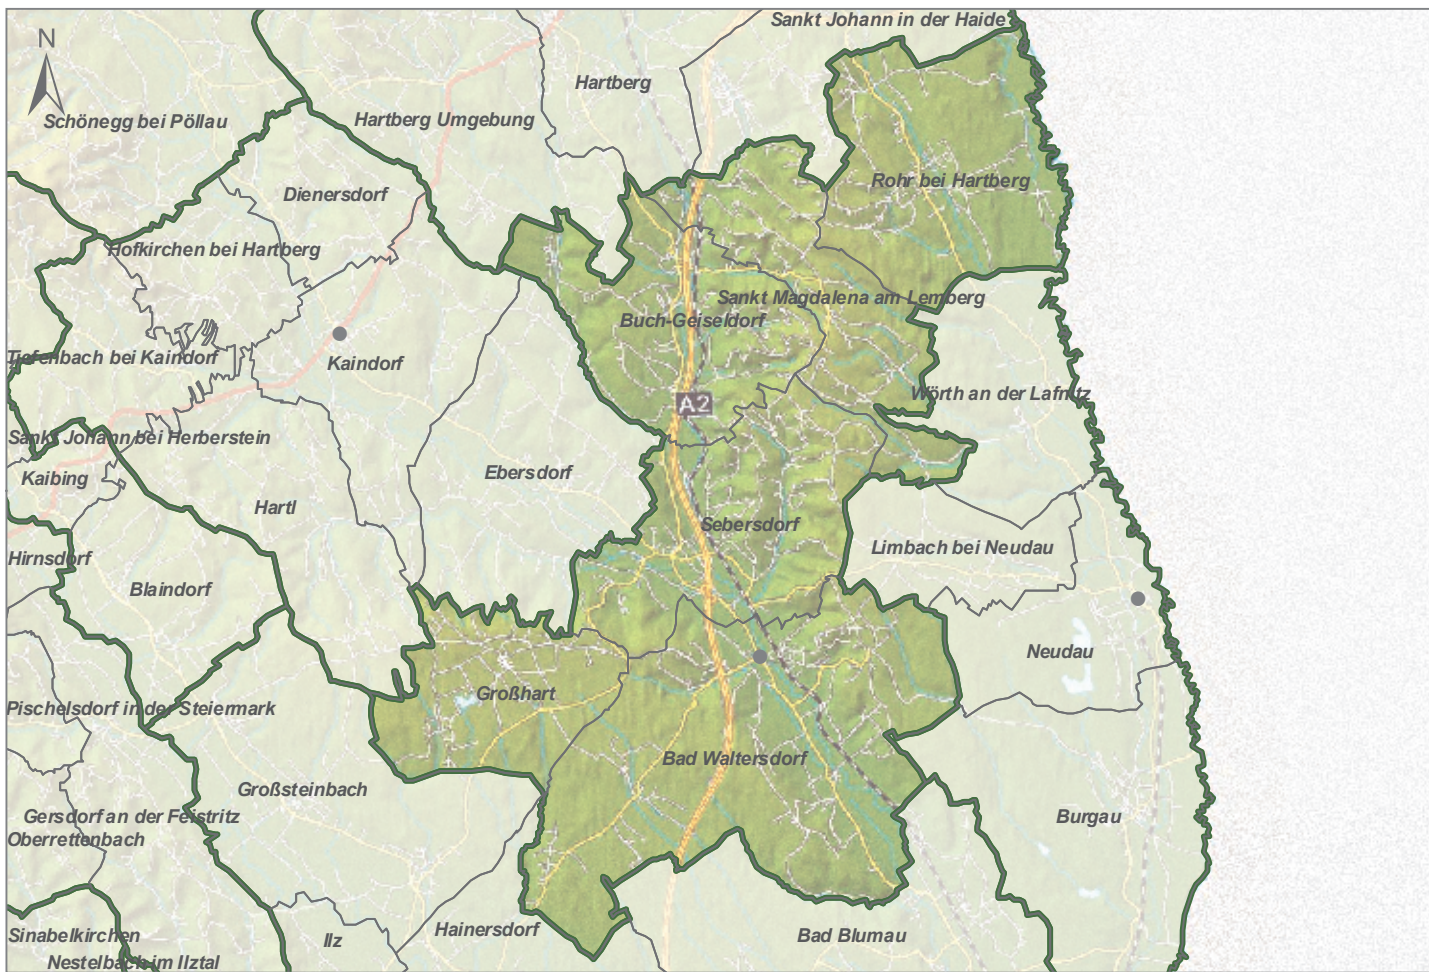 Sankt Johann in der Haide
N
Hartberg
Schönegg bei Pöllau
Hartberg Umgebung
Rohr bei Hartberg
Dienersdorf
Hofkirchen bei Hartberg
Sankt Magdalena am Lemberg
Buch-Geiseldorf
Tiefenbach bei Kaindorf
Kaindorf
Wörth an der Lafnitz
A2
Sankt Johann bei Herberstein
Kaibing
Ebersdorf
Hartl
Sebersdorf
Limbach bei Neudau
Hirnsdorf
Blaindorf
Neudau
Großhart
Pischelsdorf in der Steiermark
Bad Waltersdorf
Großsteinbach
Gersdorf an der Feistritz
Burgau
Oberrettenbach
Hainersdorf
Sinabelkirchen
Ilz
Bad Blumau
Nestelbach im Ilztal